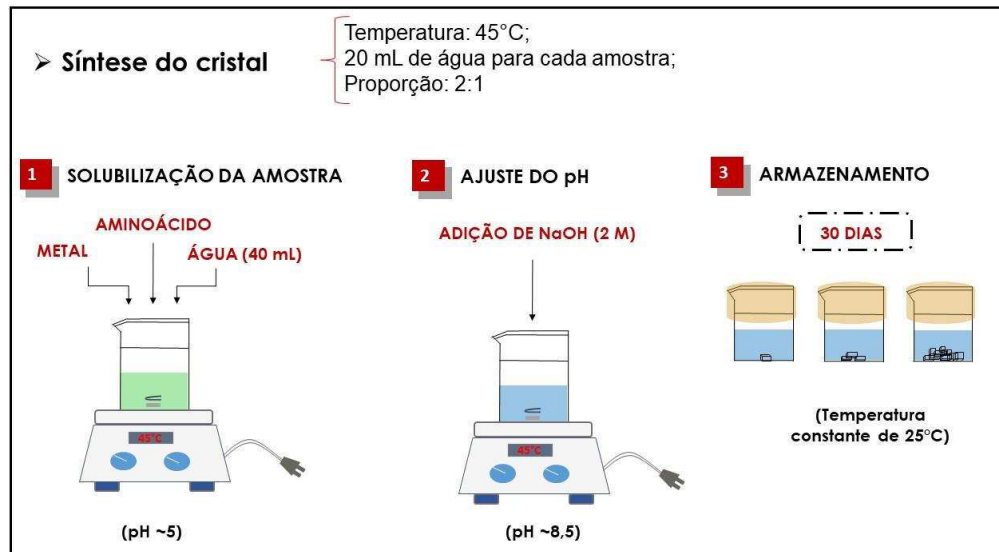 ➤ Síntese do cristal
Temperatura: 45°C;
20 mL de água para cada amostra;
Proporção: 2:1
1 SOLUBILIZAÇÃO DA AMOSTRA
AMINOÁCIDO
METAL
ÁGUA (40 mL)
45°C
(pH ~5)
2 AJUSTE DO pH
ADIÇÃO DE NaOH (2 M)
45°C
(pH ~8,5)
3 ARMAZENAMENTO
30 DIAS
(Temperatura
constante de 25°C)